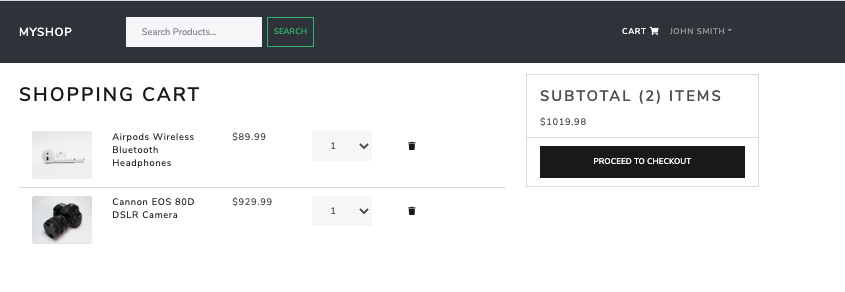 MYSHOP
Search Products...
SEARCH
CART
JOHN SMITH
SHOPPING CART
Airpods Wireless
Bluetooth
Headphones
$89.99
1
Cannon EOS 80D
DSLR Camera
$929.99
1
SUBTOTAL (2) ITEMS
$1019.98
PROCEED TO CHECKOUT